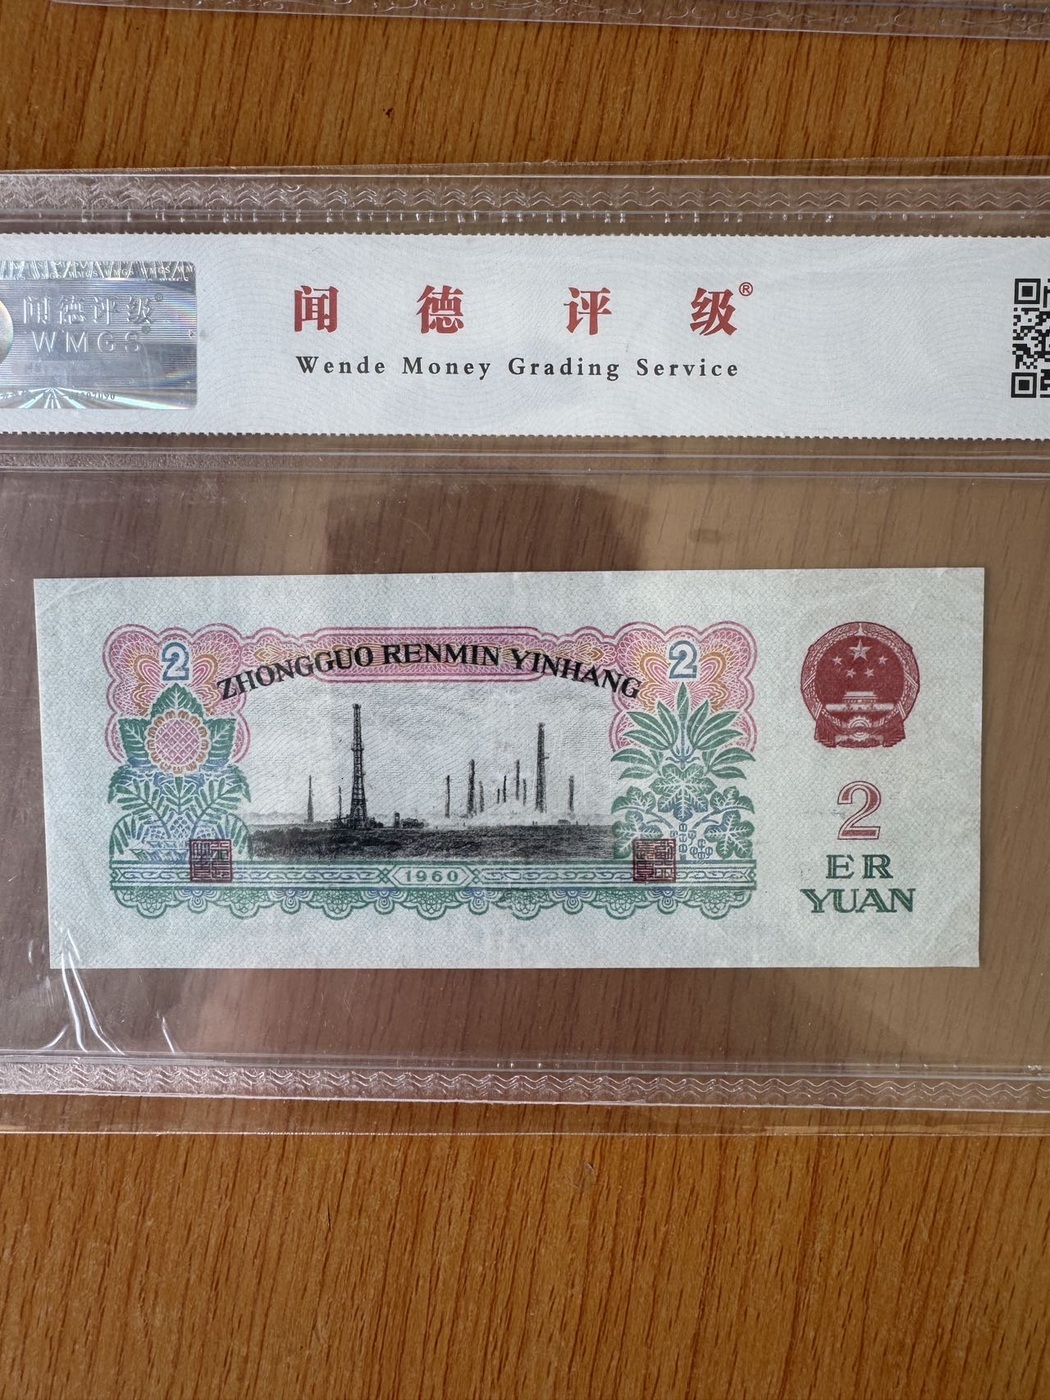 闻德评级®
WMGS®
闻德评级®
Wende Money Grading Service
2
ZHONGGUO RENMIN YINHANG
2
1960
2
ER
YUAN